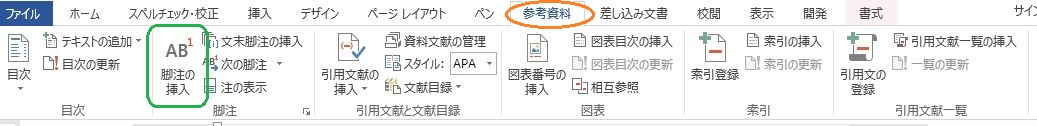 ファイル ホーム スペルチェック・校正 挿入 デザイン ページ レイアウト ペン 参考資料 差し込み文書 校閲 表示 開発 書式 サイン
目次
テキストの追加
目次の更新
目次
AB1
脚注の
挿入
文末脚注の挿入
次の脚注
注の表示
脚注
引用文献の
挿入
資料文献の管理
スタイル: APA
文献目録
引用文献と文献目録
図表番号の
挿入
図表目次の挿入
図表目次の更新
相互参照
図表
索引登録
索引の挿入
索引の更新
索引
引用文の
登録
引用文一覧の挿入
一覧の更新
引用文献一覧